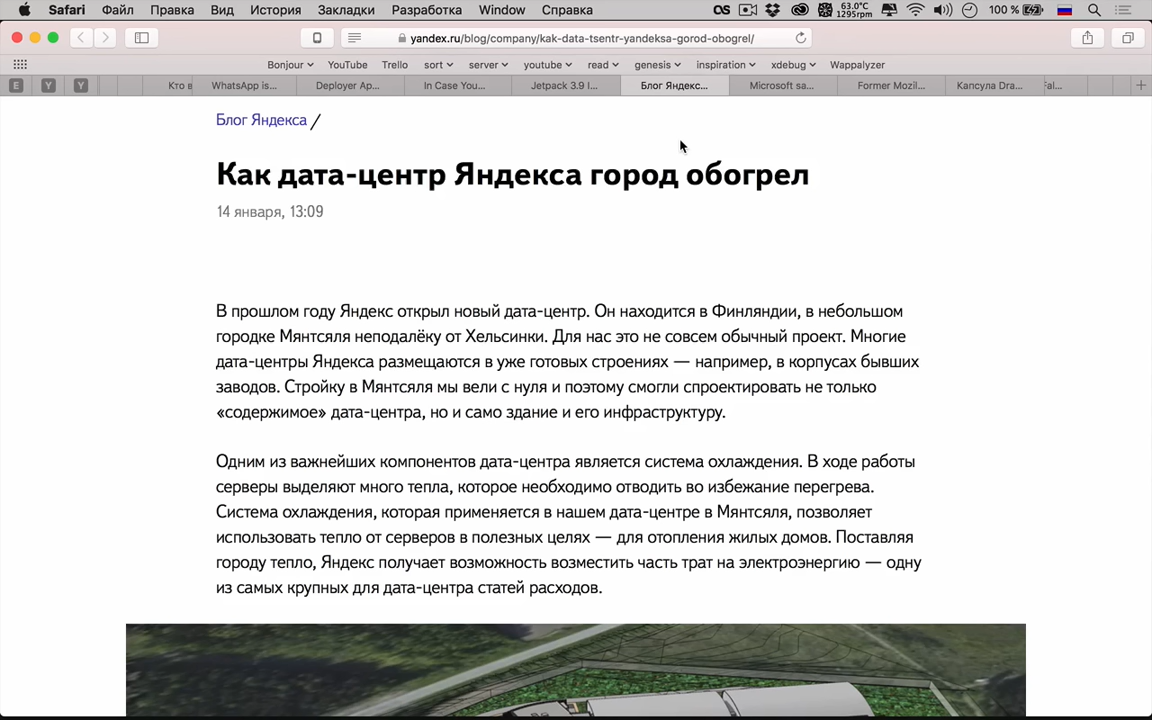 Safari Файл Правка Вид История Закладки Разработка Window Справка 63.0°C 1295rpm 100 %
yandex.ru/blog/company/kak-data-tsentr-yandeksa-gorod-obogrel/
Bonjour YouTube Trello sort server youtube read genesis inspiration xdebug Wappalyzer
E Y Y Кто в WhatsApp is... Deployer Ap... In Case You... Jetpack 3.9 I... Блог Яндекс... Microsoft sa... Former Mozil... Капсула Dra... Fal...
Блог Яндекса /
Как дата-центр Яндекса город обогрел
14 января, 13:09
В прошлом году Яндекс открыл новый дата-центр. Он находится в Финляндии, в небольшом
городке Мянтсяля неподалёку от Хельсинки. Для нас это не совсем обычный проект. Многие
дата-центры Яндекса размещаются в уже готовых строениях — например, в корпусах бывших
заводов. Стройку в Мянтсяля мы вели с нуля и поэтому смогли спроектировать не только
«содержимое» дата-центра, но и само здание и его инфраструктуру.
Одним из важнейших компонентов дата-центра является система охлаждения. В ходе работы
серверы выделяют много тепла, которое необходимо отводить во избежание перегрева.
Система охлаждения, которая применяется в нашем дата-центре в Мянтсяля, позволяет
использовать тепло от серверов в полезных целях — для отопления жилых домов. Поставляя
городу тепло, Яндекс получает возможность возместить часть трат на электроэнергию — одну
из самых крупных для дата-центра статей расходов.